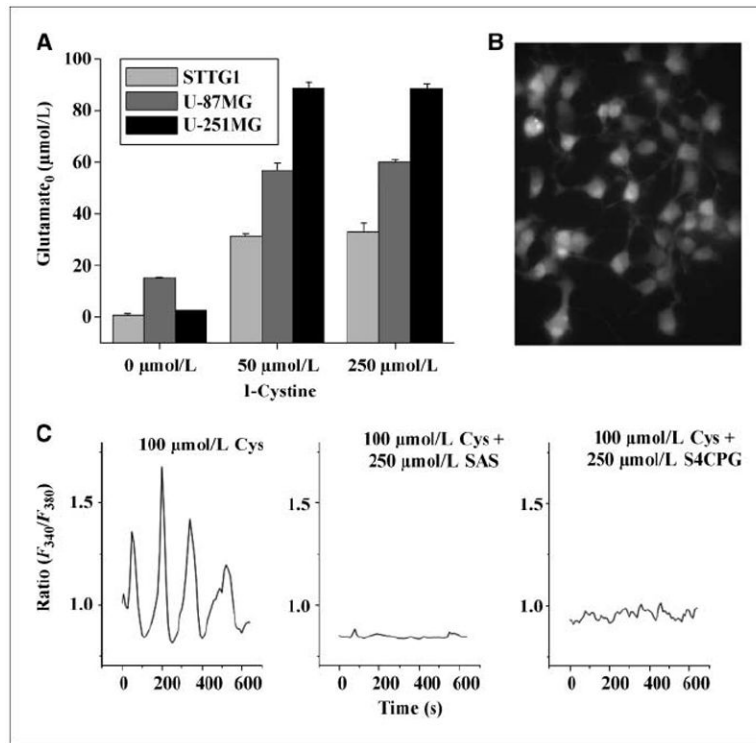 A
B
100
80
60
40
20
0
Glutamate₀ (µmol/L)
STTG1
U-87MG
U-251MG
0 µmol/L
50 µmol/L
250 µmol/L
l-Cystine
C
100 µmol/L Cys
100 µmol/L Cys +
250 µmol/L SAS
100 µmol/L Cys +
250 µmol/L S4CPG
Ratio (F₃₄₀/F₃₈₀)
1.5
1.0
1.5
1.0
1.5
1.0
0 200 400 600
0 200 400 600
0 200 400 600
Time (s)